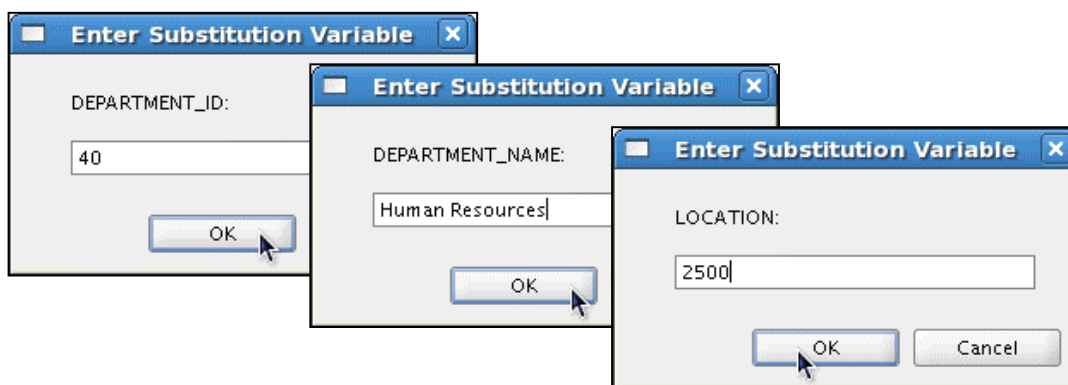 Enter Substitution Variable
DEPARTMENT_ID:
40
OK
Enter Substitution Variable
DEPARTMENT_NAME:
Human Resources
OK
Enter Substitution Variable
LOCATION:
2500
OK Cancel